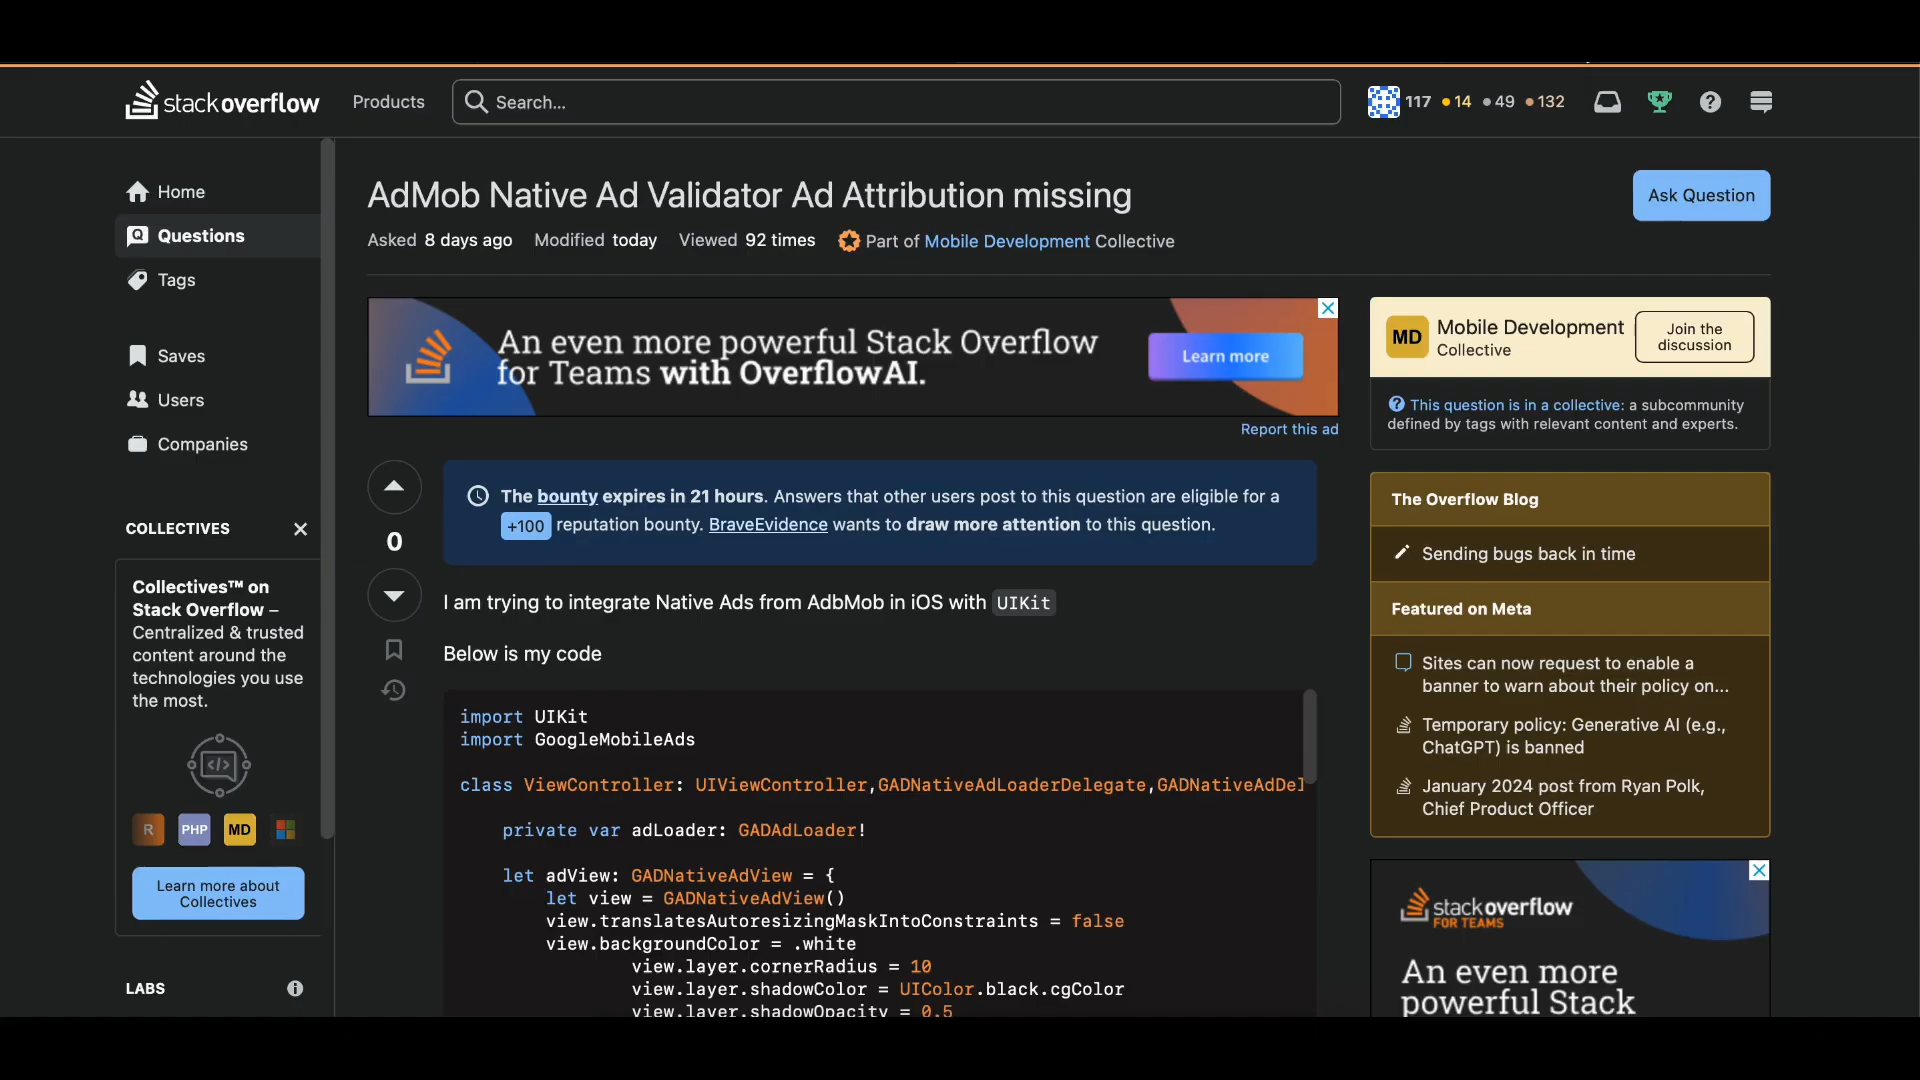 stackoverflow
Products
Search...
117 14 49 132
Home
Questions
Tags
Saves
Users
Companies
COLLECTIVES
Collectives™ on
Stack Overflow –
Centralized & trusted
content around the
technologies you use
the most.
</>
R PHP MD
Learn more about
Collectives
LABS
AdMob Native Ad Validator Ad Attribution missing
Ask Question
Asked 8 days ago Modified today Viewed 92 times Part of Mobile Development Collective
An even more powerful Stack Overflow
for Teams with OverflowAI.
Learn more
Report this ad
0
The bounty expires in 21 hours. Answers that other users post to this question are eligible for a
+100 reputation bounty. BraveEvidence wants to draw more attention to this question.
I am trying to integrate Native Ads from AdbMob in iOS with UIKit
Below is my code
import UIKit
import GoogleMobileAds
class ViewController: UIViewController,GADNativeAdLoaderDelegate,GADNativeAdDel
private var adLoader: GADAdLoader!
let adView: GADNativeAdView = {
let view = GADNativeAdView()
view.translatesAutoresizingMaskIntoConstraints = false
view.backgroundColor = .white
view.layer.cornerRadius = 10
view.layer.shadowColor = UIColor.black.cgColor
view.layer.shadowOpacity = 0.5
MD
Mobile Development
Collective
Join the
discussion
This question is in a collective: a subcommunity
defined by tags with relevant content and experts.
The Overflow Blog
Sending bugs back in time
Featured on Meta
Sites can now request to enable a
banner to warn about their policy on...
Temporary policy: Generative AI (e.g.,
ChatGPT) is banned
January 2024 post from Ryan Polk,
Chief Product Officer
stackoverflow
FOR TEAMS
An even more
powerful Stack